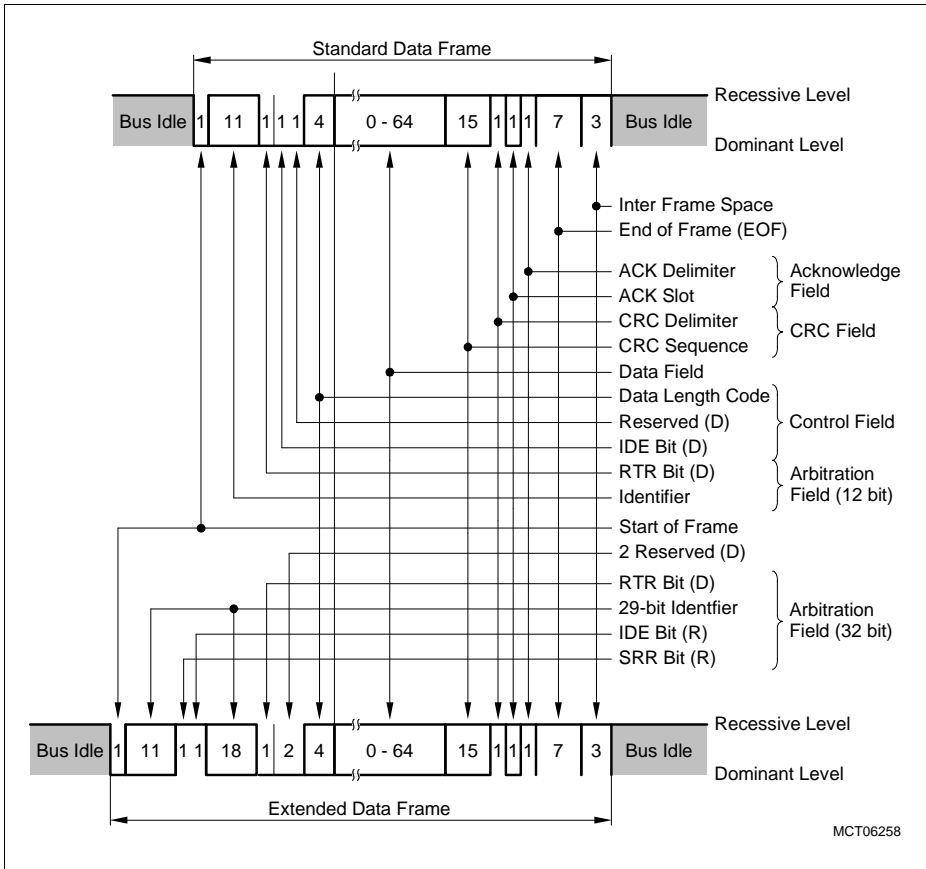 Standard Data Frame
Recessive Level
Bus Idle 1 11 1 1 1 4 0 - 64 15 1 1 1 7 3 Bus Idle
Dominant Level
Inter Frame Space
End of Frame (EOF)
ACK Delimiter
Acknowledge
Field
ACK Slot
CRC Delimiter
CRC Field
CRC Sequence
Data Field
Data Length Code
Reserved (D)
Control Field
IDE Bit (D)
RTR Bit (D)
Arbitration
Field (12 bit)
Identifier
Start of Frame
2 Reserved (D)
RTR Bit (D)
29-bit Identfier
Arbitration
Field (32 bit)
IDE Bit (R)
SRR Bit (R)
Recessive Level
Bus Idle 1 11 1 1 18 1 2 4 0 - 64 15 1 1 1 7 3 Bus Idle
Dominant Level
Extended Data Frame
MCT06258